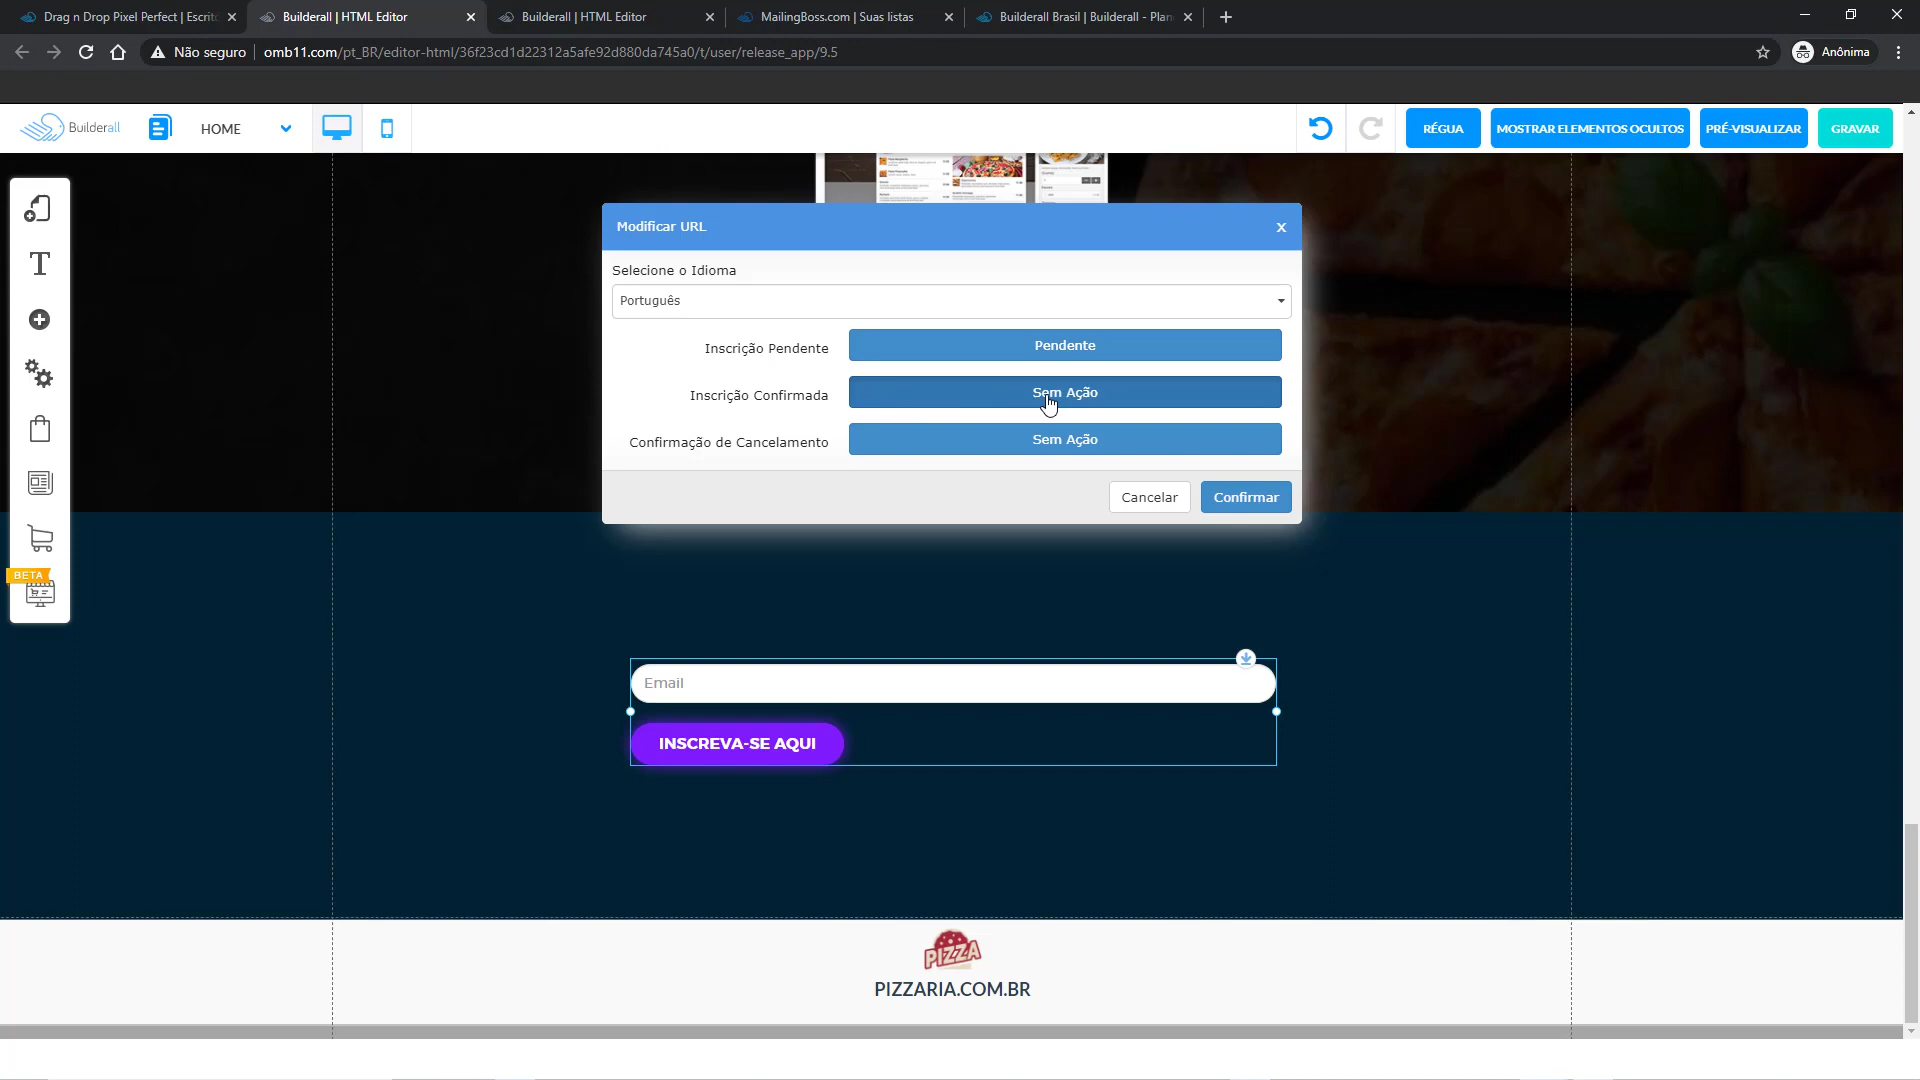 Drag n Drop Pixel Perfect | Escrit
Builderall | HTML Editor
Builderall | HTML Editor
MailingBoss.com | Suas listas
Builderall Brasil | Builderall - Plan
Não seguro
omb11.com/pt_BR/editor-html/36f23cd1d22312a5afe92d880da745a0/t/user/release_app/9.5
Anônima
Builderall
HOME
RÉGUA
MOSTRAR ELEMENTOS OCULTOS
PRÉ-VISUALIZAR
GRAVAR
Modificar URL
x
Selecione o Idioma
Português
Inscrição Pendente
Pendente
Inscrição Confirmada
Sem Ação
Confirmação de Cancelamento
Sem Ação
Cancelar
Confirmar
BETA
Email
INSCREVA-SE AQUI
PIZZA
PIZZARIA.COM.BR